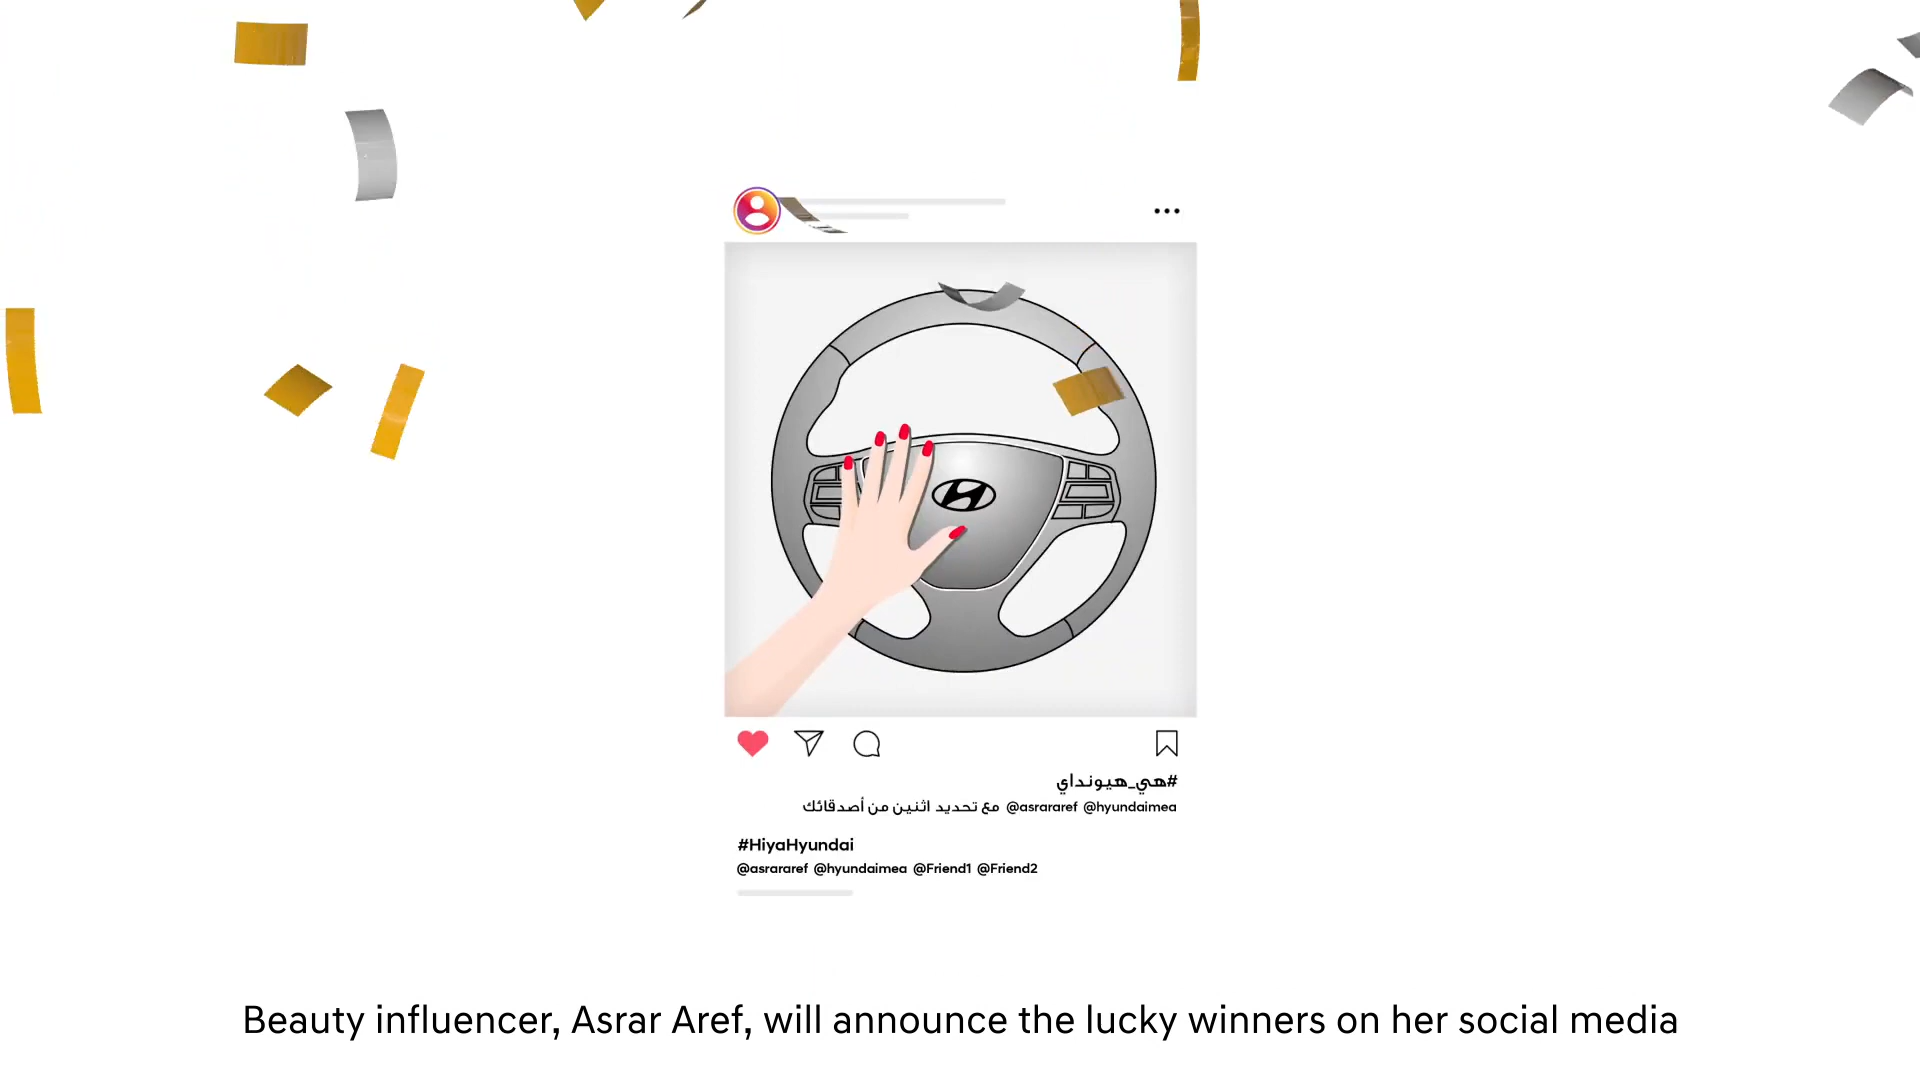 #هي_هيونداي
@hyundaimea @asrararef مع تحديد اثنين من أصدقائك
#HiyaHyundai
@asrararef @hyundaimea @Friend1 @Friend2
Beauty influencer, Asrar Aref, will announce the lucky winners on her social media